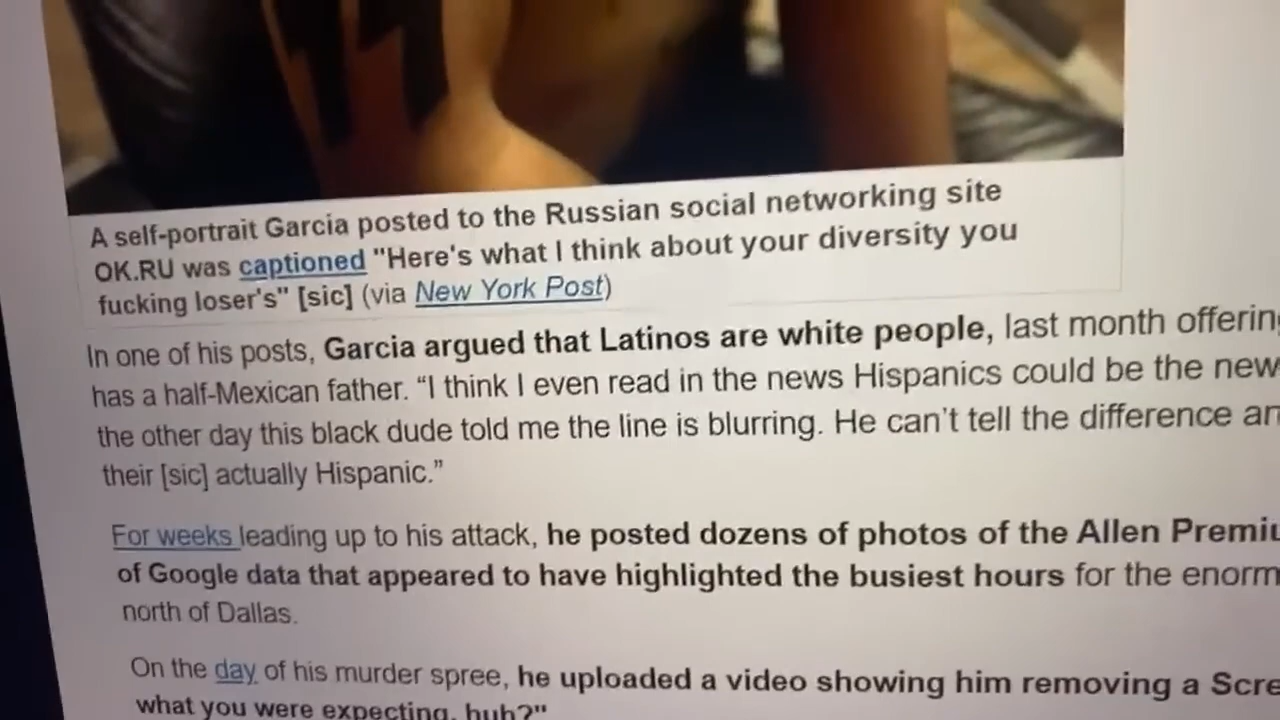 A self-portrait Garcia posted to the Russian social networking site
OK.RU was captioned "Here's what I think about your diversity you
fucking loser's" [sic] (via New York Post)
In one of his posts, Garcia argued that Latinos are white people, last month offering
has a half-Mexican father. “I think I even read in the news Hispanics could be the new
the other day this black dude told me the line is blurring. He can’t tell the difference an
their [sic] actually Hispanic.”
For weeks leading up to his attack, he posted dozens of photos of the Allen Premiu
of Google data that appeared to have highlighted the busiest hours for the enorm
north of Dallas.
On the day of his murder spree, he uploaded a video showing him removing a Scre
what you were expecting, huh?"